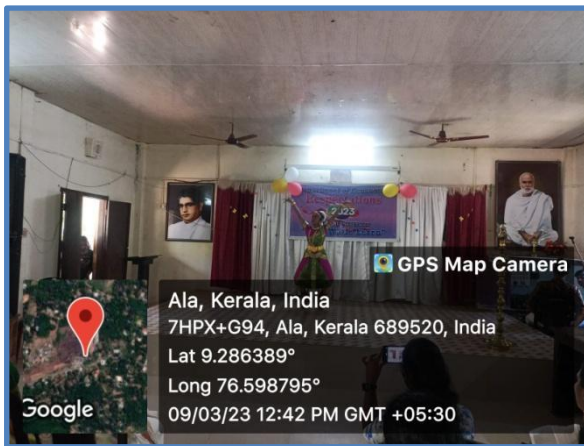 2023
GPS Map Camera
Ala, Kerala, India
7HPX+G94, Ala, Kerala 689520, India
Lat 9.286389°
Long 76.598795°
09/03/23 12:42 PM GMT +05:30
Google